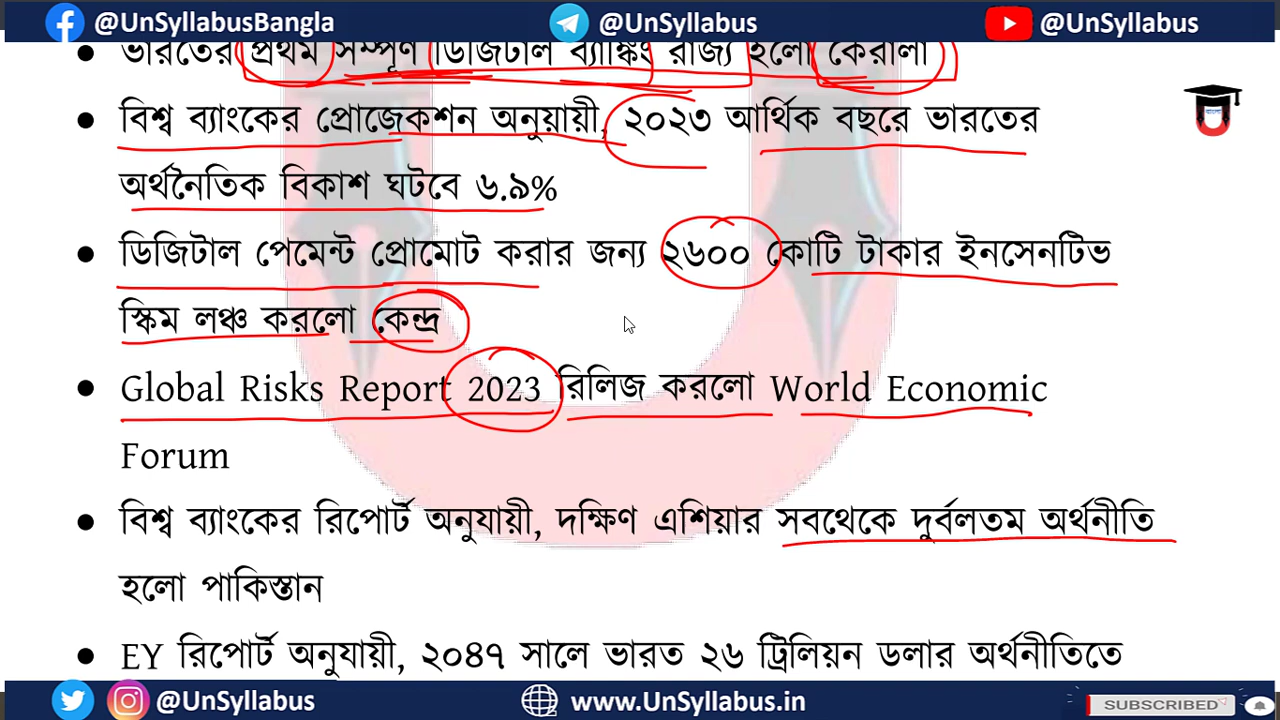 @UnSyllabusBangla @UnSyllabus @UnSyllabus
● ভারতের প্রথম সম্পূর্ণ ডিজিটাল ব্যাঙ্কিং রাজ্য হলো কেরালা
● বিশ্ব ব্যাংকের প্রোজেকশন অনুয়ায়ী, ২০২৩ আর্থিক বছরে ভারতের
অর্থনৈতিক বিকাশ ঘটবে ৬.৯%
● ডিজিটাল পেমেন্ট প্রোমোট করার জন্য ২৬০০ কোটি টাকার ইনসেনটিভ
স্কিম লঞ্চ করলো কেন্দ্র
● Global Risks Report 2023 রিলিজ করলো World Economic
Forum
● বিশ্ব ব্যাংকের রিপোর্ট অনুযায়ী, দক্ষিণ এশিয়ার সবথেকে দুর্বলতম অর্থনীতি
হলো পাকিস্তান
● EY রিপোর্ট অনুযায়ী, ২০৪৭ সালে ভারত ২৬ ট্রিলিয়ন ডলার অর্থনীতিতে
@UnSyllabus www.UnSyllabus.in SUBSCRIBED